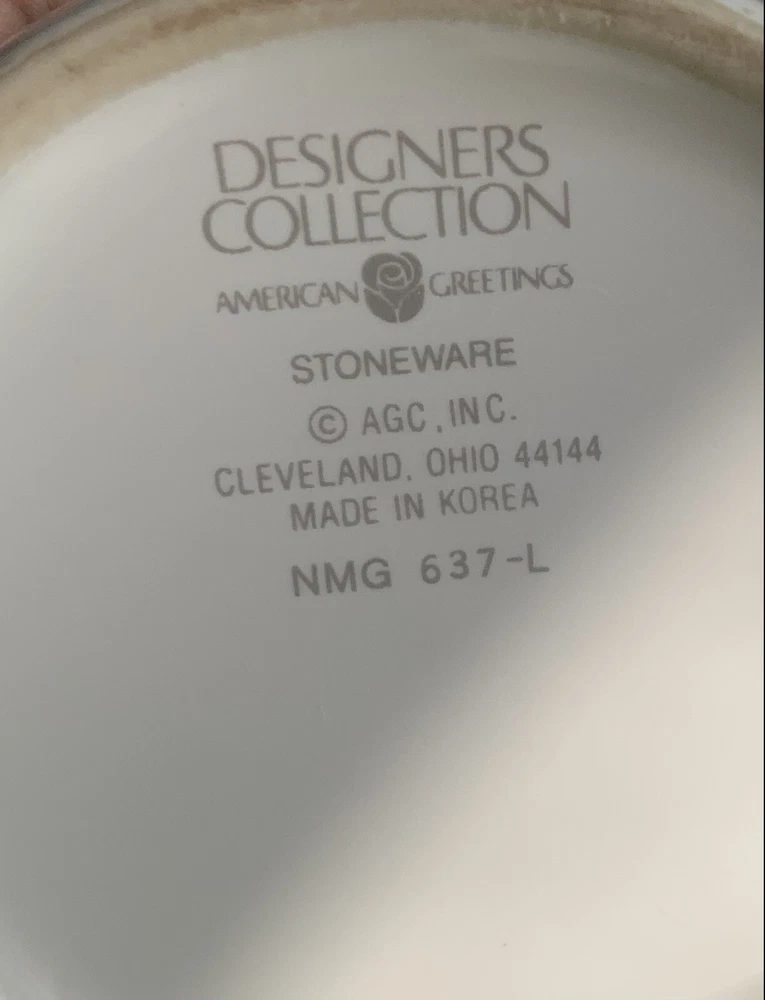 DESIGNERS
COLLECTION
AMERICAN GREETINGS
STONEWARE
© AGC, INC.
CLEVELAND, OHIO 44144
MADE IN KOREA
NMG 637-L